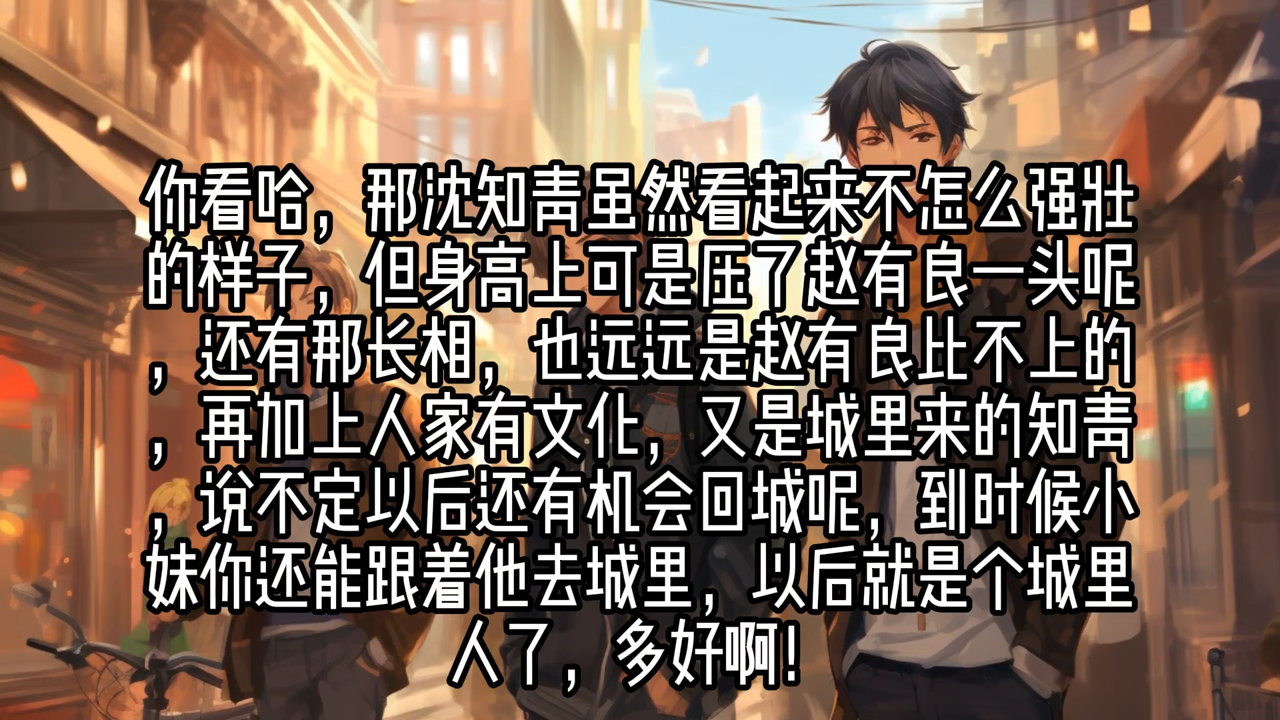 你看哈，那沈知青虽然看起来不怎么强壮
的样子，但身高上可是压了赵有良一头呢
，还有那长相，也远远是赵有良比不上的
，再加上人家有文化，又是城里来的知青
，说不定以后还有机会回城呢，到时候小
妹你还能跟着他去城里，以后就是个城里
人了，多好啊！